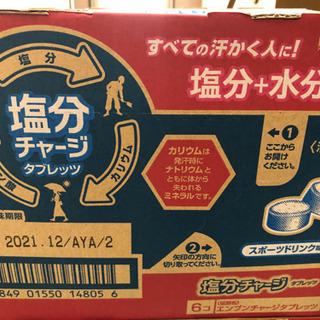 すべての汗かく人に!
塩分+水分
塩分
塩分
チャージ
タブレッツ
カリウム
カリウムは
発汗時に
ナトリウムと
ともに体から
失われる
ミネラルです。
1
ここから
お開け
ください。
味期限
2021.12/AYA/2
2
矢印の方向に
切り取ってください。
スポーツドリンク味
849 01550 14805 6
塩分チャージ タブレッツ
6コ
エンブンチャージタブレッツ